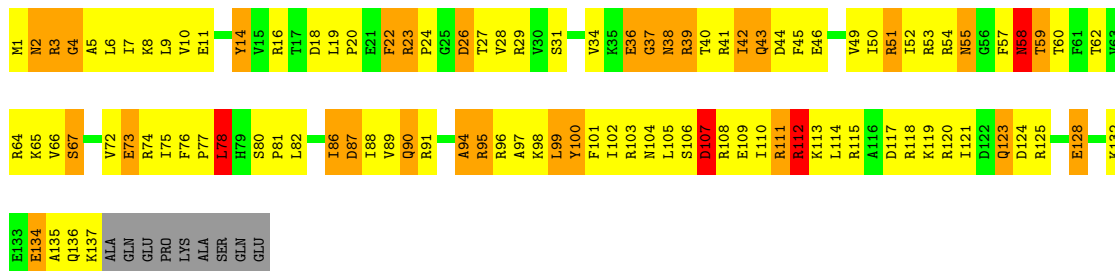 M1 N2 R3 G4 A5 L6 I7 K8 L9 V10 E11 Y14 V15 R16 T17 D18 L19 P20 E21 F22 R23 P24 G25 D26 T27 V28 R29 V30 S31 V34 K35 E36 G37 N38 R39 T40 R41 I42 Q43 D44 F45 E46 V49 I50 R51 I52 R53 R54 N55 G56 F57 N58 T59 T60 F61 T62 V63
R64 K65 V66 S67 V72 E73 R74 I75 F76 P77 L78 H79 S80 P81 L82 I86 D87 I88 V89 Q90 R91 A94 R95 R96 A97 K98 L99 Y100 F101 I102 R103 N104 L105 S106 D107 R108 E109 I110 R111 R112 K113 L114 R115 A116 D117 R118 K119 R120 I121 D122 Q123 D124 R125 E128 K132
E133 E134 A135 Q136 K137 ALA GLN GLU PRO LYS ALA SER GLN GLU